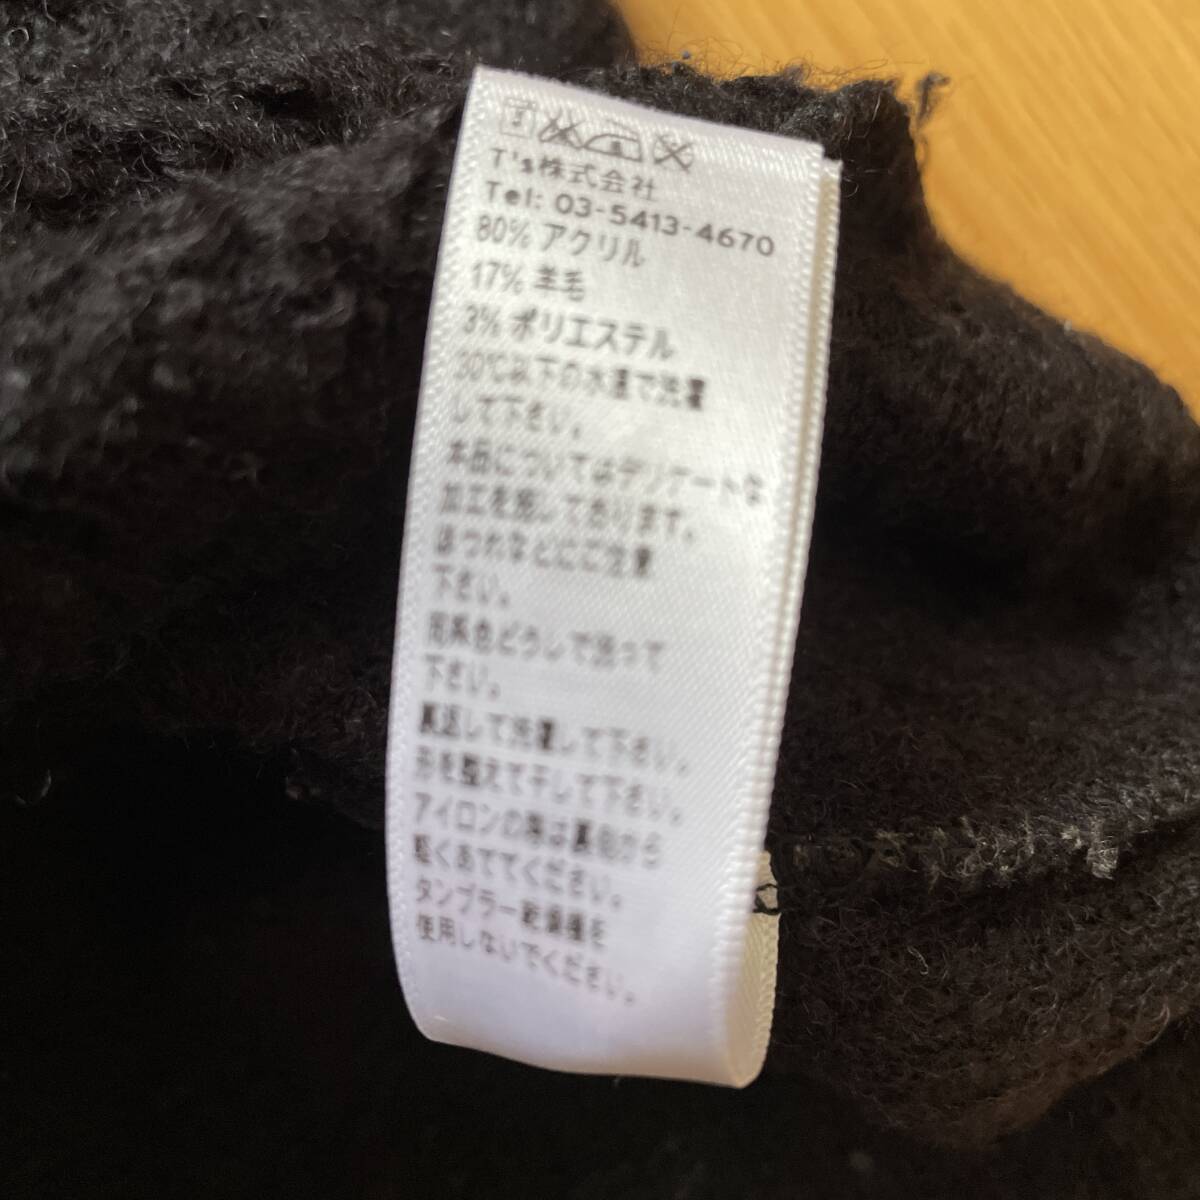 T's株式会社
Tel: 03-5413-4670
80% アクリル
17% 羊毛
3% ポリエステル
30℃以下の水温で洗濯
して下さい。
本品についてはデリケートな
加工を施しております。
ほつれなどにご注意
下さい。
同系色どうしで洗って
下さい。
裏返して洗濯して下さい。
形を整えて干して下さい。
アイロンの際は裏側から
軽くあててください。
タンブラー乾燥機を
使用しないでください。